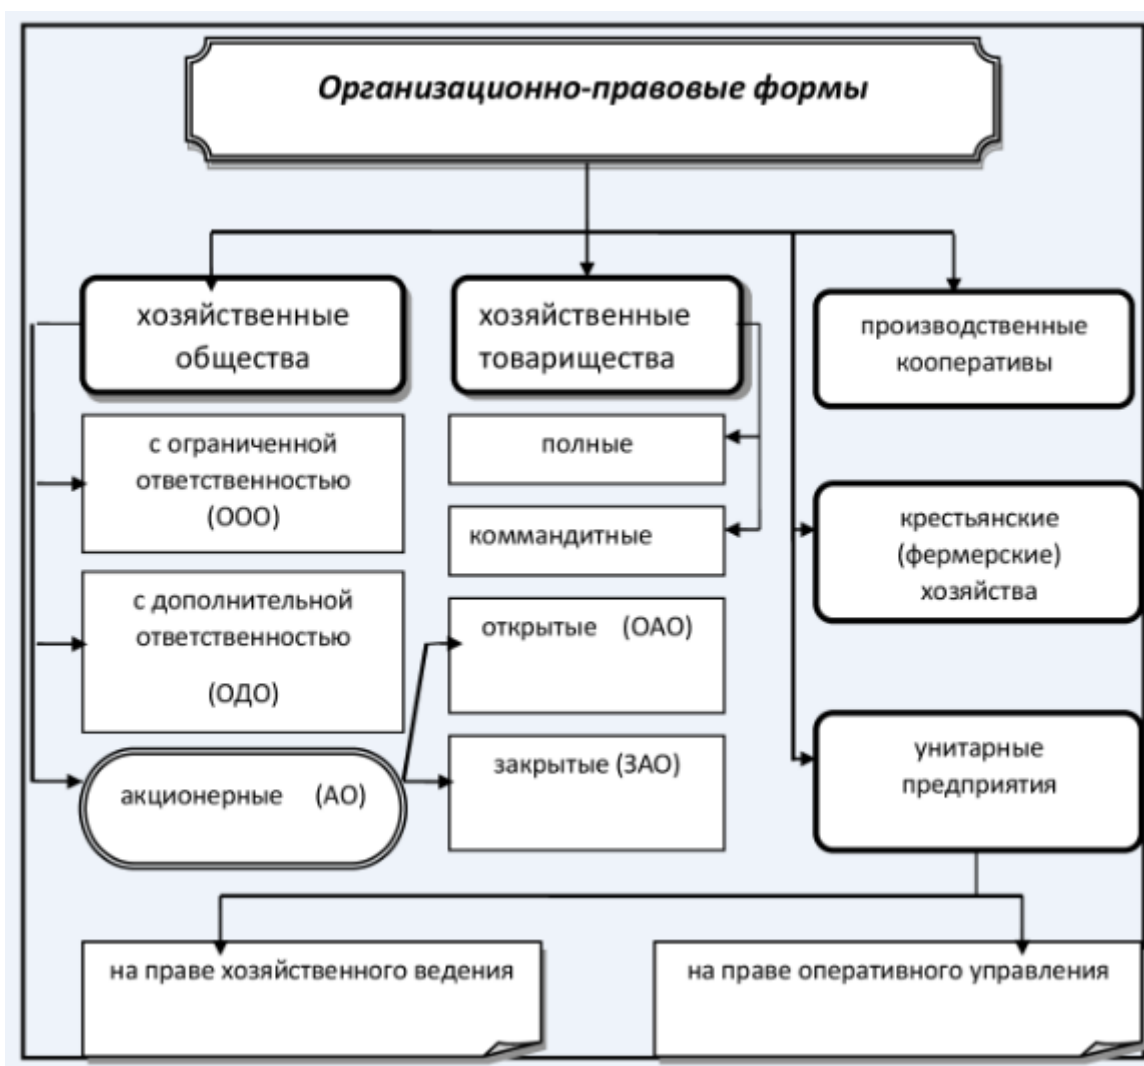 Организационно-правовые формы
хозяйственные
общества
хозяйственные
товарищества
производственные
кооперативы
с ограниченной
ответственностью
(ООО)
полные
коммандитные
крестьянские
(фермерские)
хозяйства
с дополнительной
ответственностью
(ОДО)
открытые (ОАО)
акционерные (АО)
закрытые (ЗАО)
унитарные
предприятия
на праве хозяйственного ведения
на праве оперативного управления